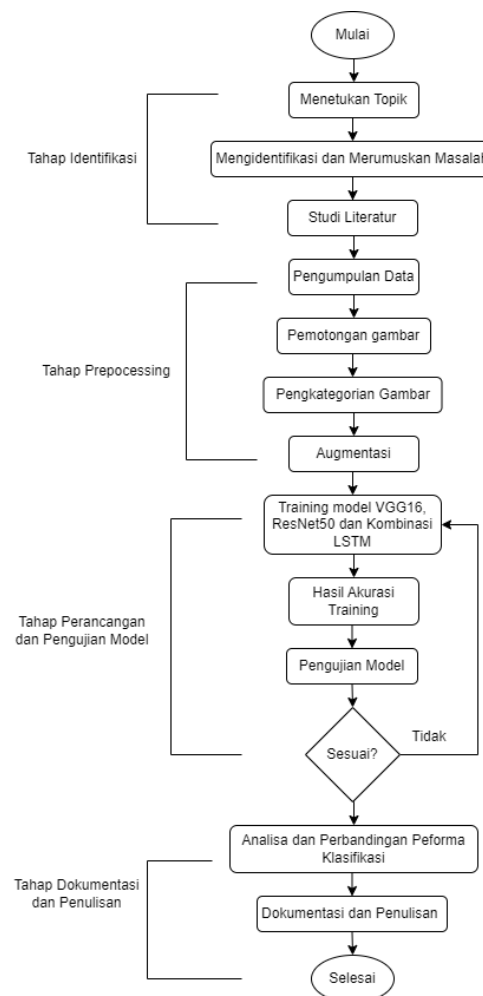 Mulai
Menetukan Topik
Tahap Identifikasi
Mengidentifikasi dan Merumuskan Masalah
Studi Literatur
Pengumpulan Data
Pemotongan gambar
Tahap Prepocessing
Pengkategorian Gambar
Augmentasi
Training model VGG16,
ResNet50 dan Kombinasi
LSTM
Hasil Akurasi
Training
Tahap Perancangan
dan Pengujian Model
Pengujian Model
Sesuai?
Tidak
Analisa dan Perbandingan Peforma
Klasifikasi
Tahap Dokumentasi
dan Penulisan
Dokumentasi dan Penulisan
Selesai